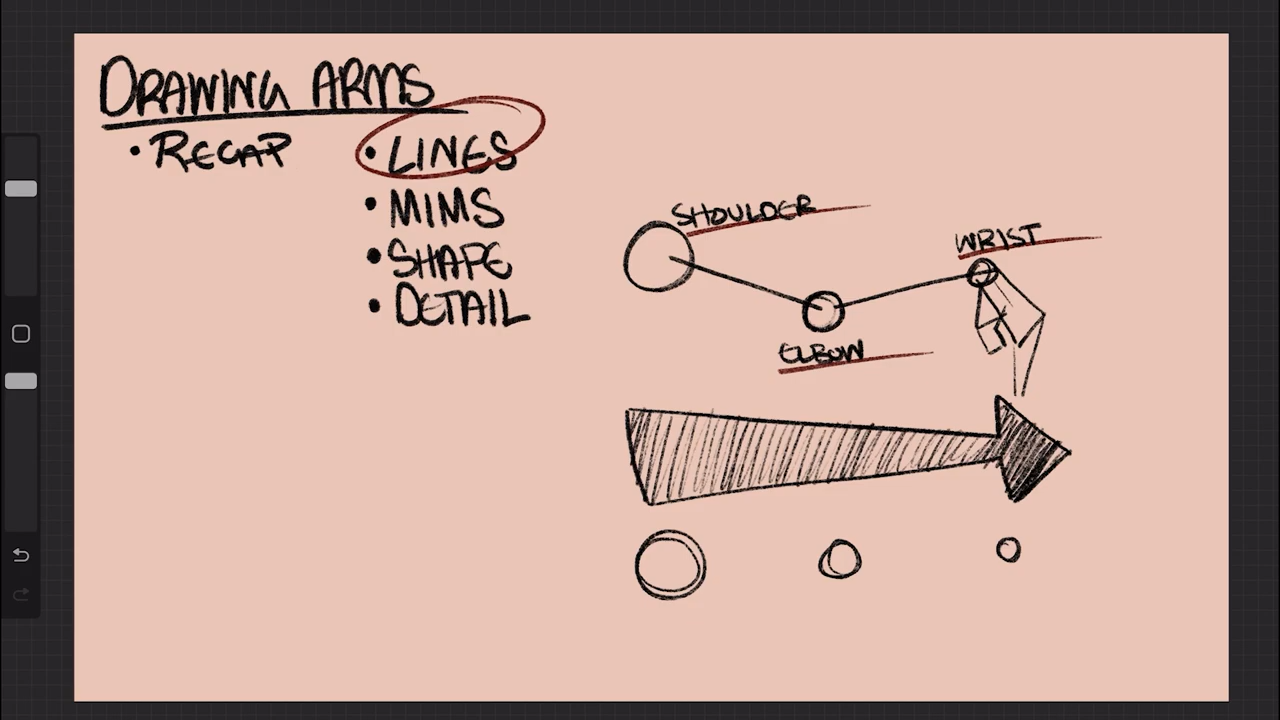 DRAWING ARMS
• RECAP
• LINES
• MIMS
• SHAPE
• DETAIL
SHOULDER
WRIST
ELBOW